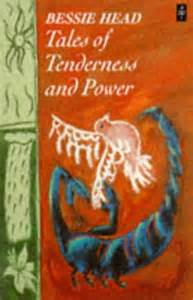 BESSIE HEAD
Tales of
Tenderness
and Power